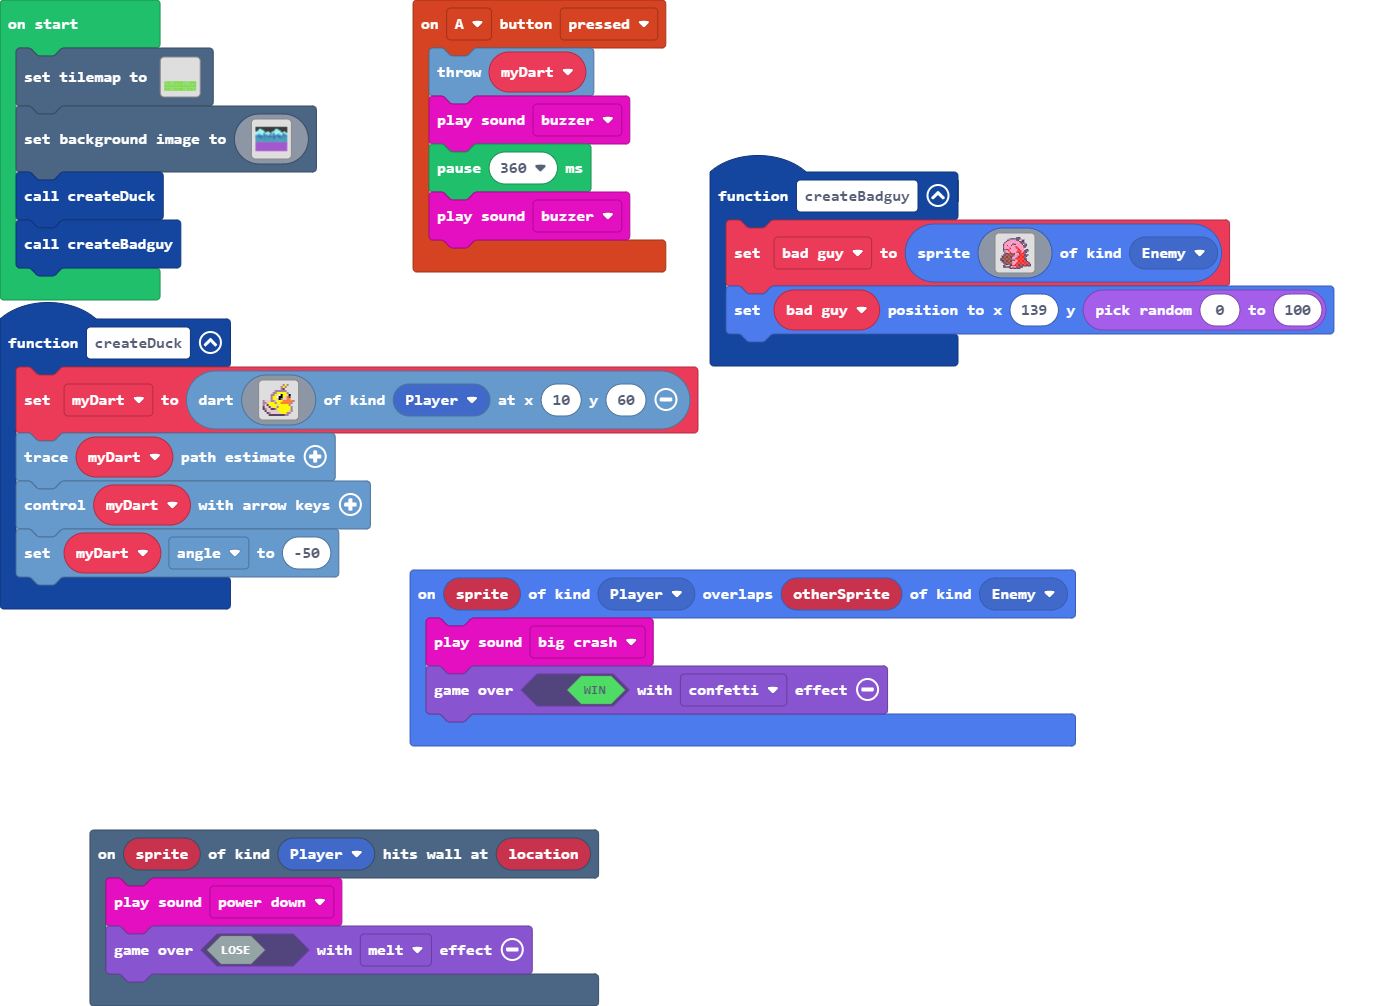 on start
set tilemap to
set background image to
call createDuck
call createBadguy
on A button pressed
throw myDart
play sound buzzer
pause 360 ms
play sound buzzer
function createBadguy
set bad guy to sprite of kind Enemy
set bad guy position to x 139 y pick random 0 to 100
function createDuck
set myDart to dart of kind Player at x 10 y 60
trace myDart path estimate
control myDart with arrow keys
set myDart angle to -50
on sprite of kind Player overlaps otherSprite of kind Enemy
play sound big crash
game over WIN with confetti effect
on sprite of kind Player hits wall at location
play sound power down
game over LOSE with melt effect